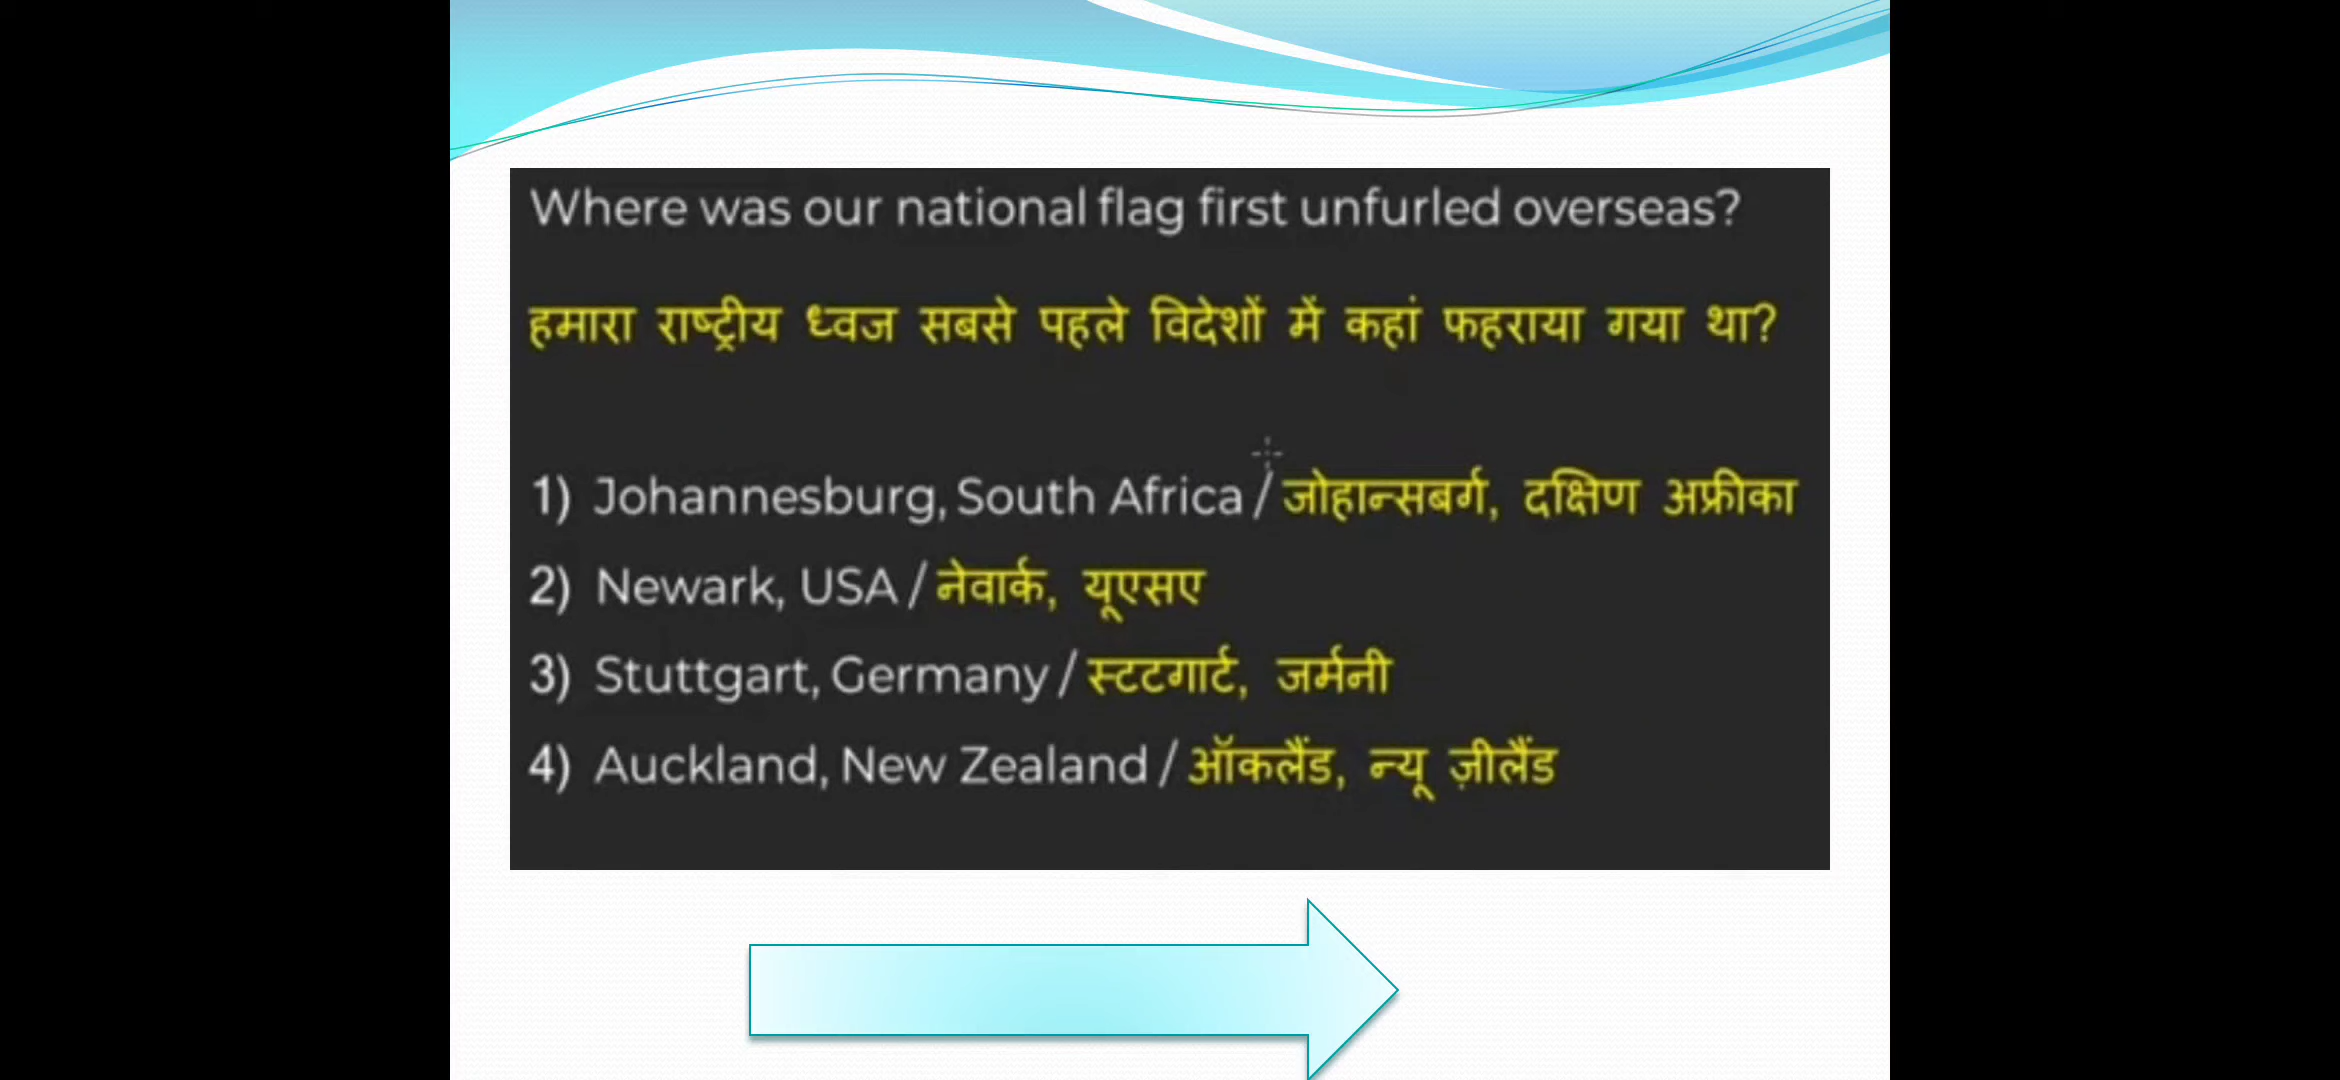 Where was our national flag first unfurled overseas?
हमारा राष्ट्रीय ध्वज सबसे पहले विदेशों में कहां फहराया गया था?
1) Johannesburg, South Africa / जोहान्सबर्ग, दक्षिण अफ्रीका
2) Newark, USA / नेवार्क, यूएसए
3) Stuttgart, Germany / स्टटगार्ट, जर्मनी
4) Auckland, New Zealand / ऑकलैंड, न्यू ज़ीलैंड